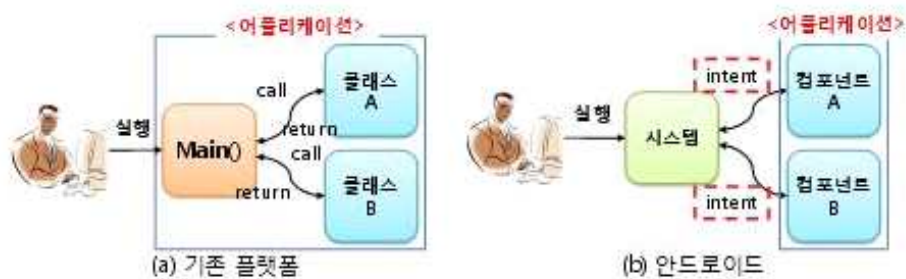 <어플리케이션>
실행
Main()
call
return
call
return
클래스
A
클래스
B
(a) 기존 플랫폼
<어플리케이션>
실행
시스템
intent
intent
컴포넌트
A
컴포넌트
B
(b) 안드로이드